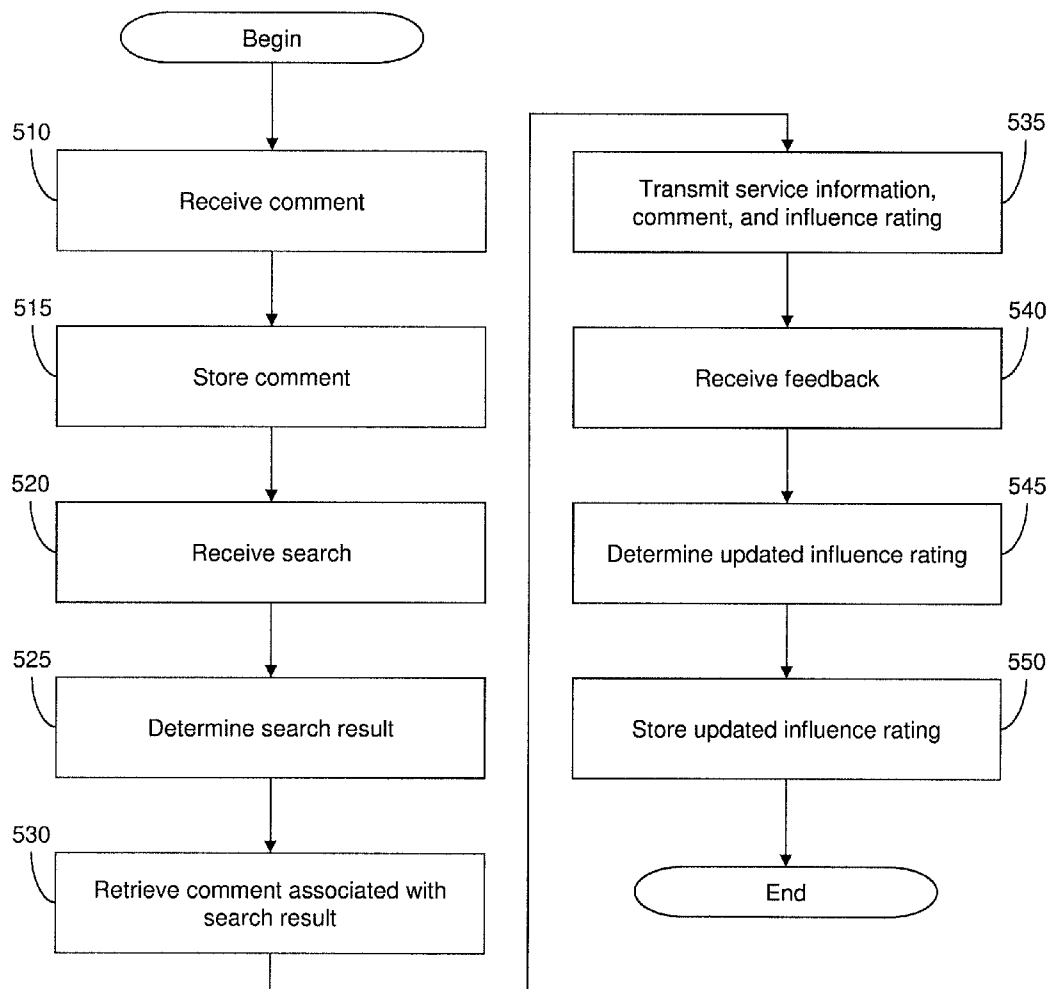 Begin
510
Receive comment
515
Store comment
520
Receive search
525
Determine search result
530
Retrieve comment associated with
search result
535
Transmit service information,
comment, and influence rating
540
Receive feedback
545
Determine updated influence rating
550
Store updated influence rating
End